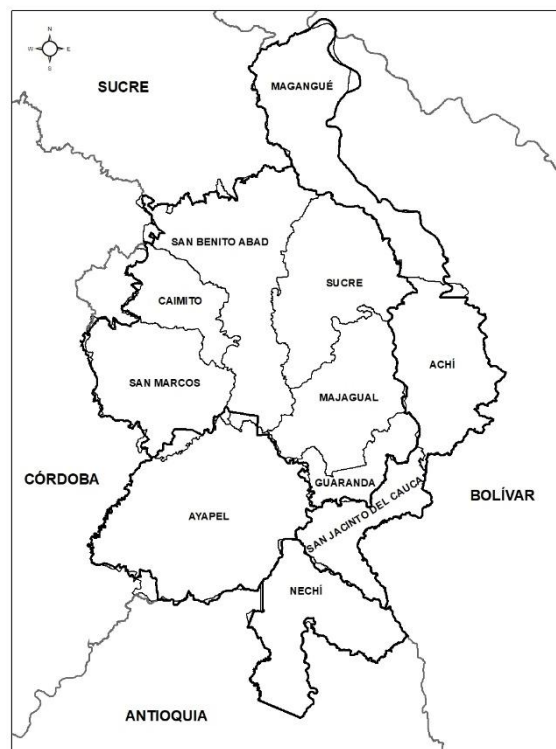 N
W E
S
SUCRE
MAGANGUÉ
SAN BENITO ABAD
SUCRE
CAIMITO
ACHÍ
SAN MARCOS
MAJAGUAL
CÓRDOBA
GUARANDA
BOLÍVAR
AYAPEL
SAN JACINTO DEL CAUCA
NECHÍ
ANTIOQUIA